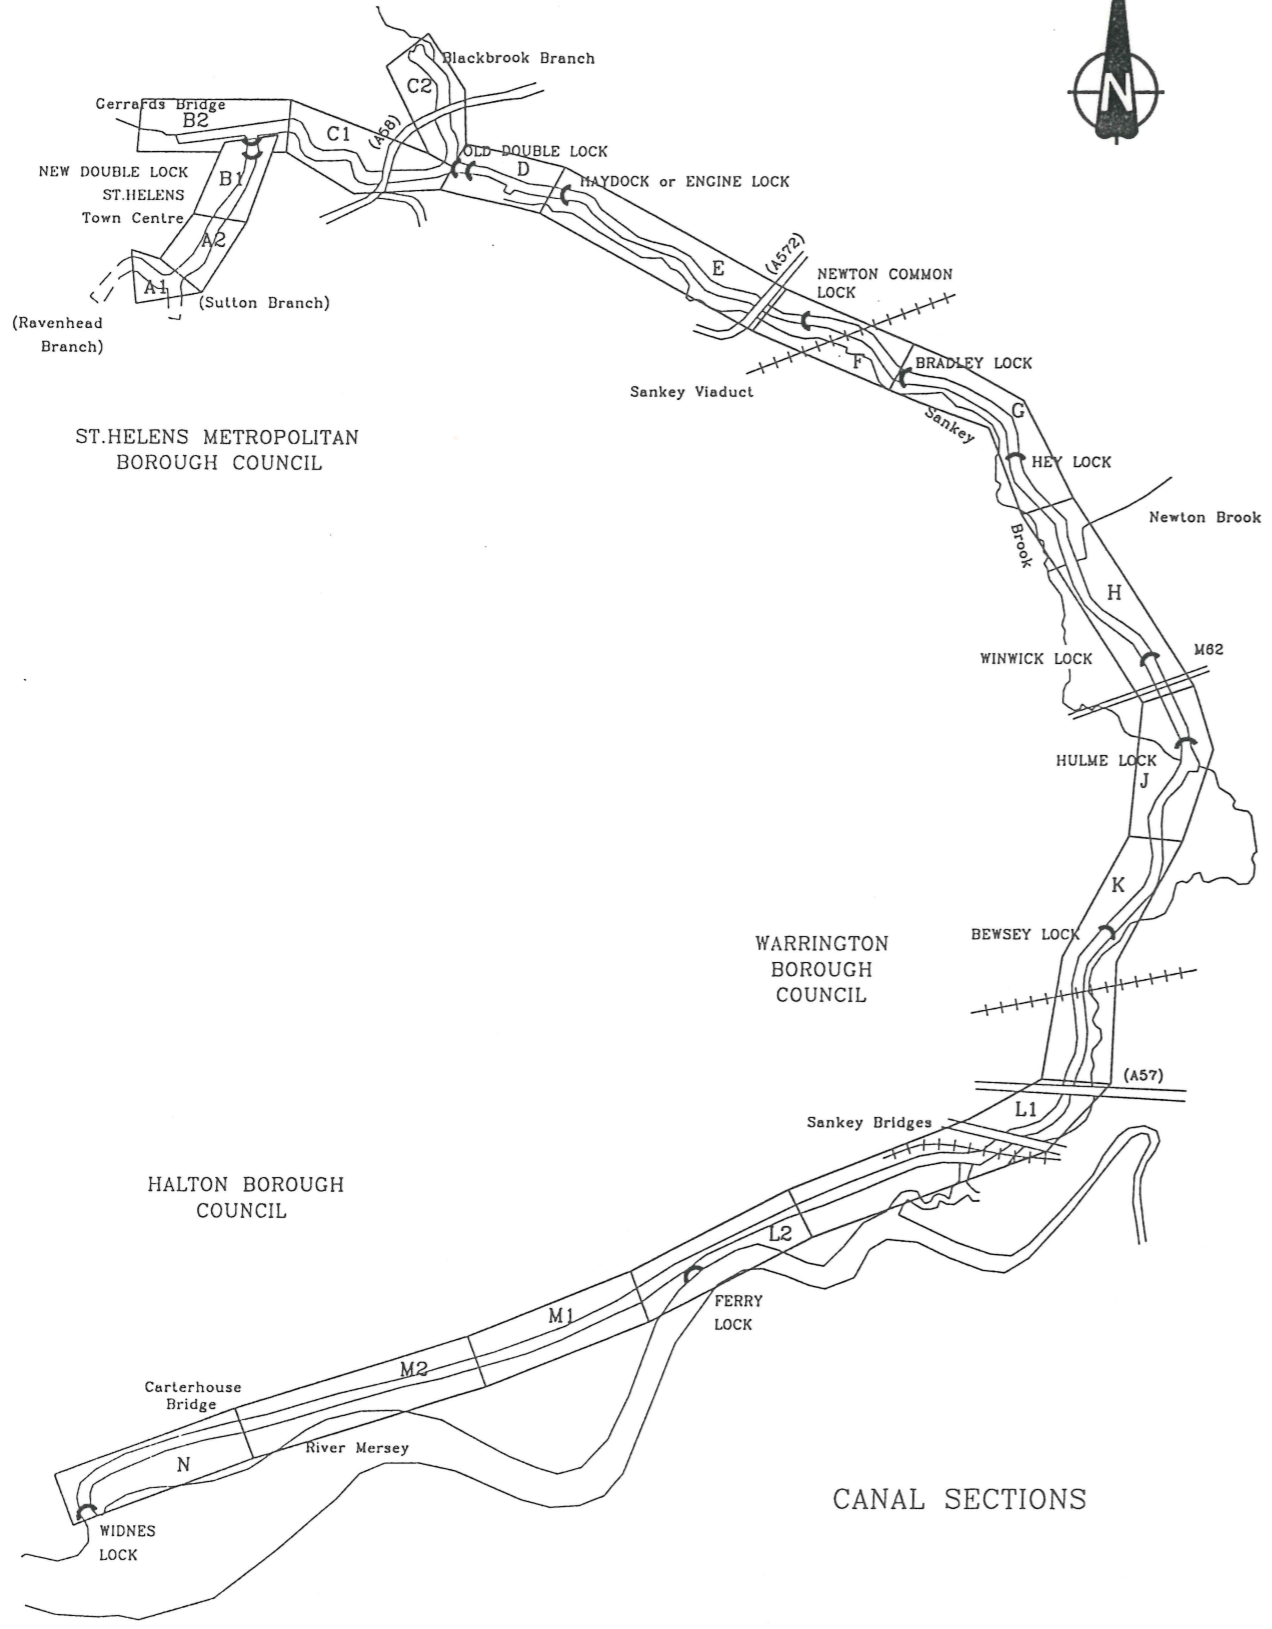 N
Blackbrook Branch
C2
Gerrards Bridge
B2
C1
(A58)
OLD DOUBLE LOCK
D
NEW DOUBLE LOCK
B1
HAYDOCK or ENGINE LOCK
ST.HELENS
Town Centre
A2
E
(A572)
NEWTON COMMON
LOCK
A1
(Sutton Branch)
(Ravenhead
Branch)
F
BRADLEY LOCK
Sankey Viaduct
G
Sankey
ST.HELENS METROPOLITAN
BOROUGH COUNCIL
HEY LOCK
Newton Brook
Brook
H
WINWICK LOCK
M62
HULME LOCK
J
K
BEWSEY LOCK
WARRINGTON
BOROUGH
COUNCIL
(A57)
L1
Sankey Bridges
HALTON BOROUGH
COUNCIL
L2
FERRY
LOCK
M1
M2
Carterhouse
Bridge
River Mersey
N
CANAL SECTIONS
WIDNES
LOCK